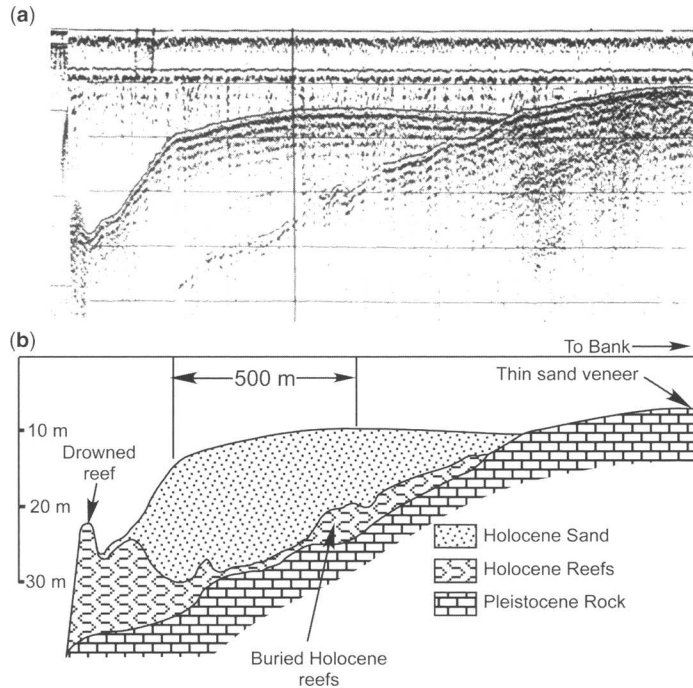 (a)
(b)
To Bank
500 m
Thin sand veneer
10 m
Drowned
reef
20 m
Holocene Sand
Holocene Reefs
30 m
Pleistocene Rock
Buried Holocene
reefs